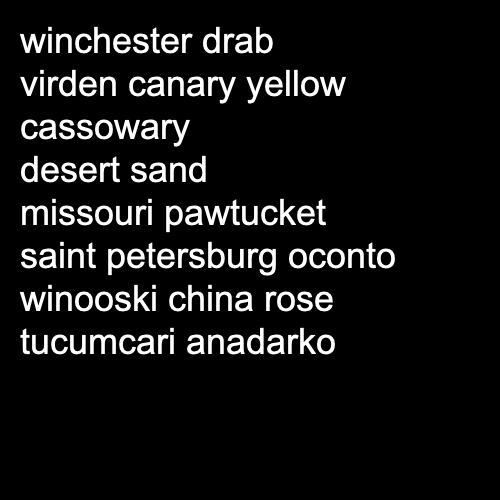 winchester drab
virden canary yellow
cassowary
desert sand
missouri pawtucket
saint petersburg oconto
winooski china rose
tucumcari anadarko